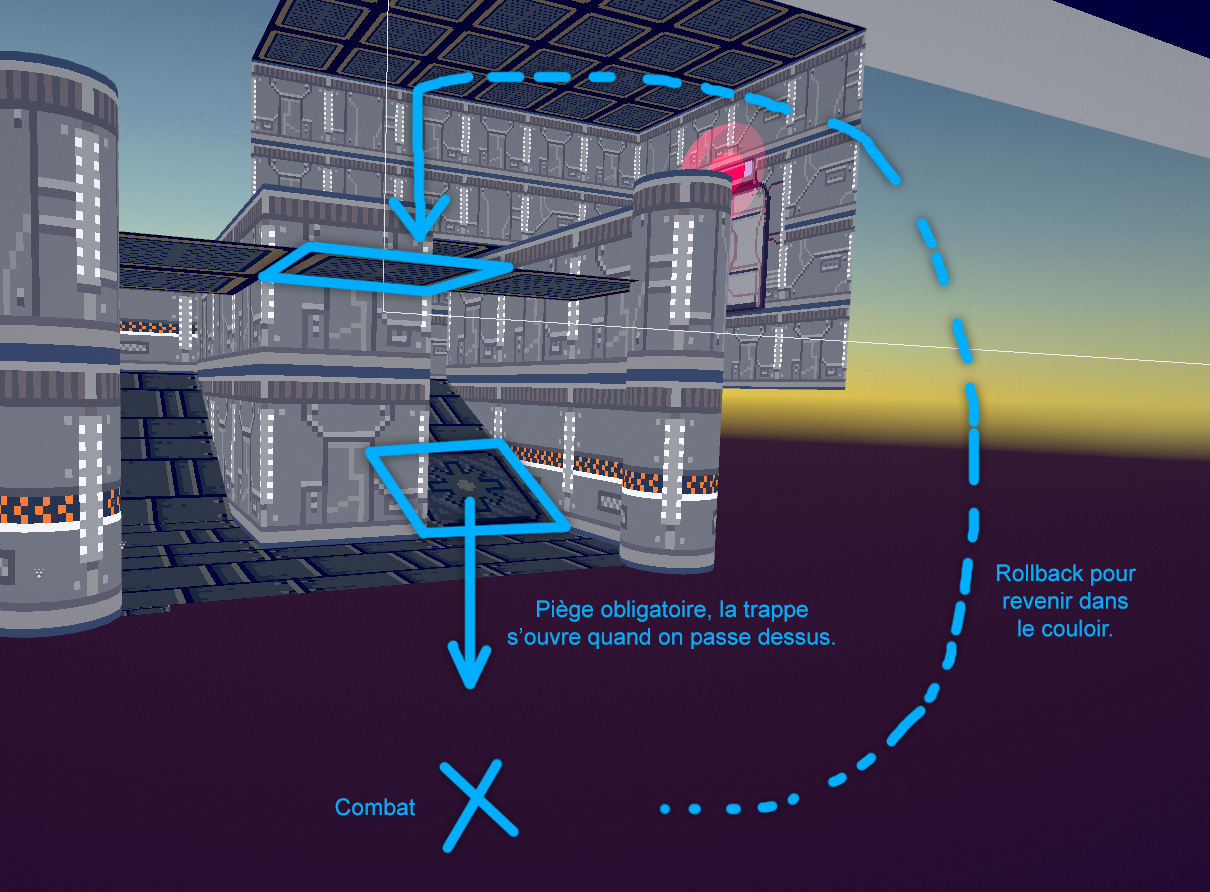 Rollback pour
revenir dans
le couloir.
Piège obligatoire, la trappe
s’ouvre quand on passe dessus.
Combat